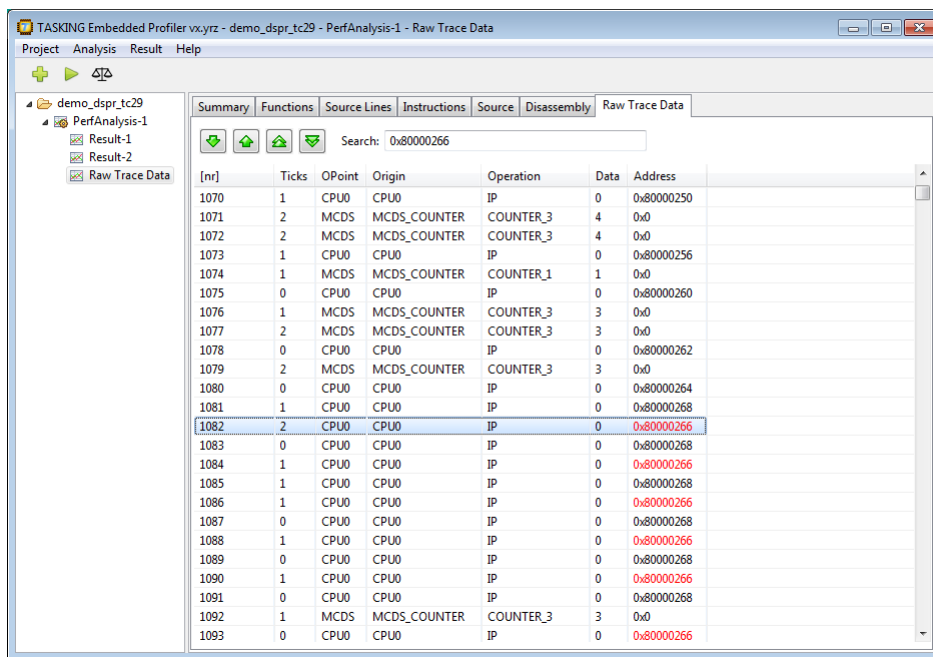 TASKING Embedded Profiler vx.yrz - demo_dspr_tc29 - PerfAnalysis-1 - Raw Trace Data
Project Analysis Result Help
demo_dspr_tc29
PerfAnalysis-1
Result-1
Result-2
Raw Trace Data
Summary Functions Source Lines Instructions Source Disassembly Raw Trace Data
Search: 0x80000266
[nr] Ticks OPoint Origin Operation Data Address
1070 1 CPU0 CPU0 IP 0 0x80000250
1071 2 MCDS MCDS_COUNTER COUNTER_3 4 0x0
1072 2 MCDS MCDS_COUNTER COUNTER_3 4 0x0
1073 1 CPU0 CPU0 IP 0 0x80000256
1074 1 MCDS MCDS_COUNTER COUNTER_1 1 0x0
1075 0 CPU0 CPU0 IP 0 0x80000260
1076 1 MCDS MCDS_COUNTER COUNTER_3 3 0x0
1077 2 MCDS MCDS_COUNTER COUNTER_3 3 0x0
1078 0 CPU0 CPU0 IP 0 0x80000262
1079 2 MCDS MCDS_COUNTER COUNTER_3 3 0x0
1080 0 CPU0 CPU0 IP 0 0x80000264
1081 1 CPU0 CPU0 IP 0 0x80000268
1082 2 CPU0 CPU0 IP 0 0x80000266
1083 0 CPU0 CPU0 IP 0 0x80000268
1084 1 CPU0 CPU0 IP 0 0x80000266
1085 1 CPU0 CPU0 IP 0 0x80000268
1086 1 CPU0 CPU0 IP 0 0x80000266
1087 0 CPU0 CPU0 IP 0 0x80000268
1088 1 CPU0 CPU0 IP 0 0x80000266
1089 0 CPU0 CPU0 IP 0 0x80000268
1090 1 CPU0 CPU0 IP 0 0x80000266
1091 0 CPU0 CPU0 IP 0 0x80000268
1092 1 MCDS MCDS_COUNTER COUNTER_3 3 0x0
1093 0 CPU0 CPU0 IP 0 0x80000266